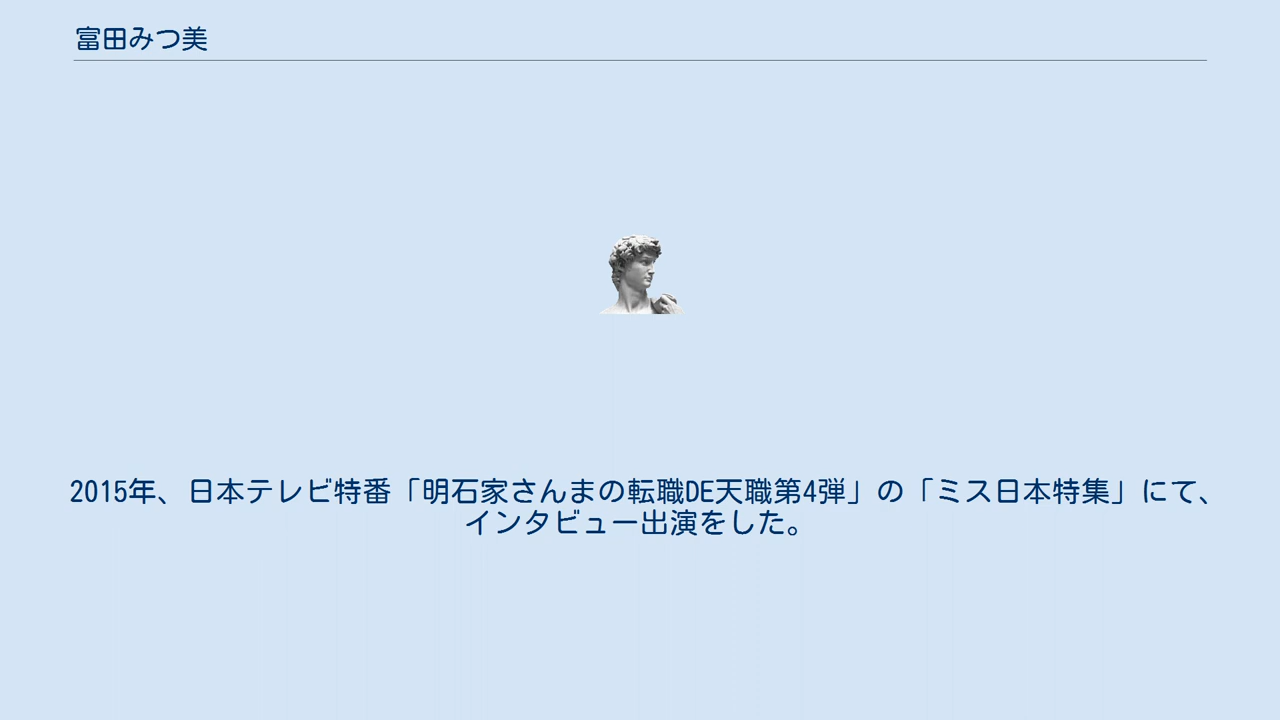 富田みつ美
2015年、日本テレビ特番「明石家さんまの転職DE天職第4弾」の「ミス日本特集」にて、
インタビュー出演をした。